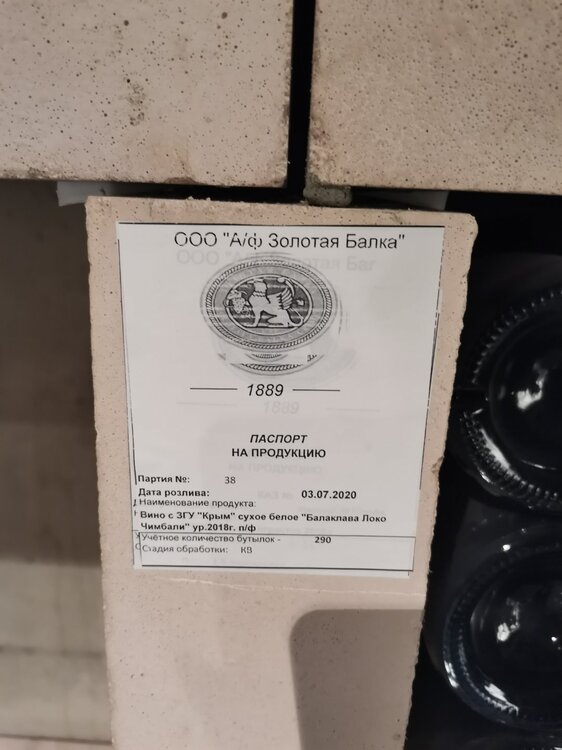 ООО "А/ф Золотая Балка"
1889
ПАСПОРТ
НА ПРОДУКЦИЮ
Партия №: 38
Дата розлива: 03.07.2020
Наименование продукта:
Вино с ЗГУ "Крым" сухое белое "Балаклава Локо
Чимбали" ур.2018г. п/ф
Учётное количество бутылок - 290
Стадия обработки: КВ